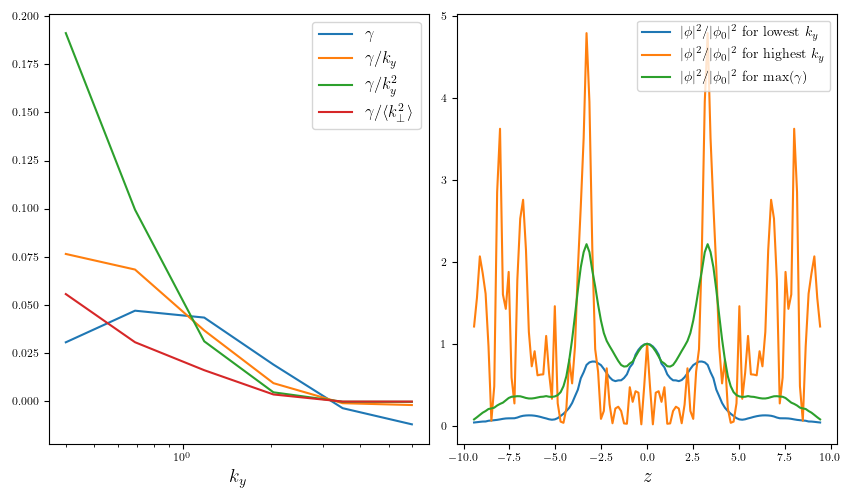 0.200
0.175
0.150
0.125
0.100
0.075
0.050
0.025
0.000
10⁰
k_y
γ
γ/k_y
γ/k_y²
γ/⟨k_⊥²⟩
5
4
3
2
1
0
−10.0 −7.5 −5.0 −2.5 0.0 2.5 5.0 7.5 10.0
z
|ϕ|²/|ϕ₀|² for lowest k_y
|ϕ|²/|ϕ₀|² for highest k_y
|ϕ|²/|ϕ₀|² for max(γ)